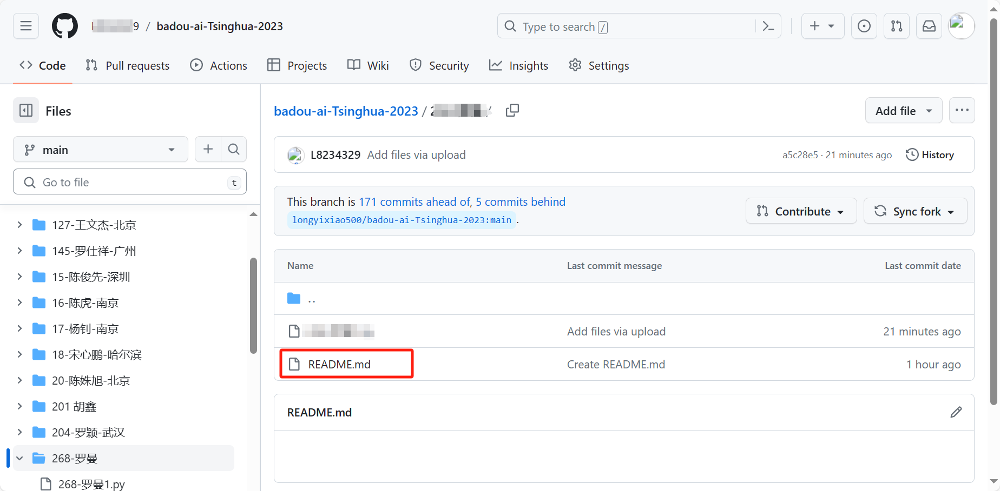 9 / badou-ai-Tsinghua-2023
Type to search /
Code
Pull requests
Actions
Projects
Wiki
Security
Insights
Settings
Files
main
Go to file
t
127-王文杰-北京
145-罗仕祥-广州
15-陈俊先-深圳
16-陈虎-南京
17-杨钊-南京
18-宋心鹏-哈尔滨
20-陈姝旭-北京
201 胡鑫
204-罗颖-武汉
268-罗曼
268-罗曼1.py
badou-ai-Tsinghua-2023 / /
Add file
L8234329 Add files via upload
a5c28e5 · 21 minutes ago
History
This branch is 171 commits ahead of, 5 commits behind
longyixiao500/badou-ai-Tsinghua-2023:main .
Contribute
Sync fork
Name Last commit message Last commit date
..
Add files via upload 21 minutes ago
README.md Create README.md 1 hour ago
README.md